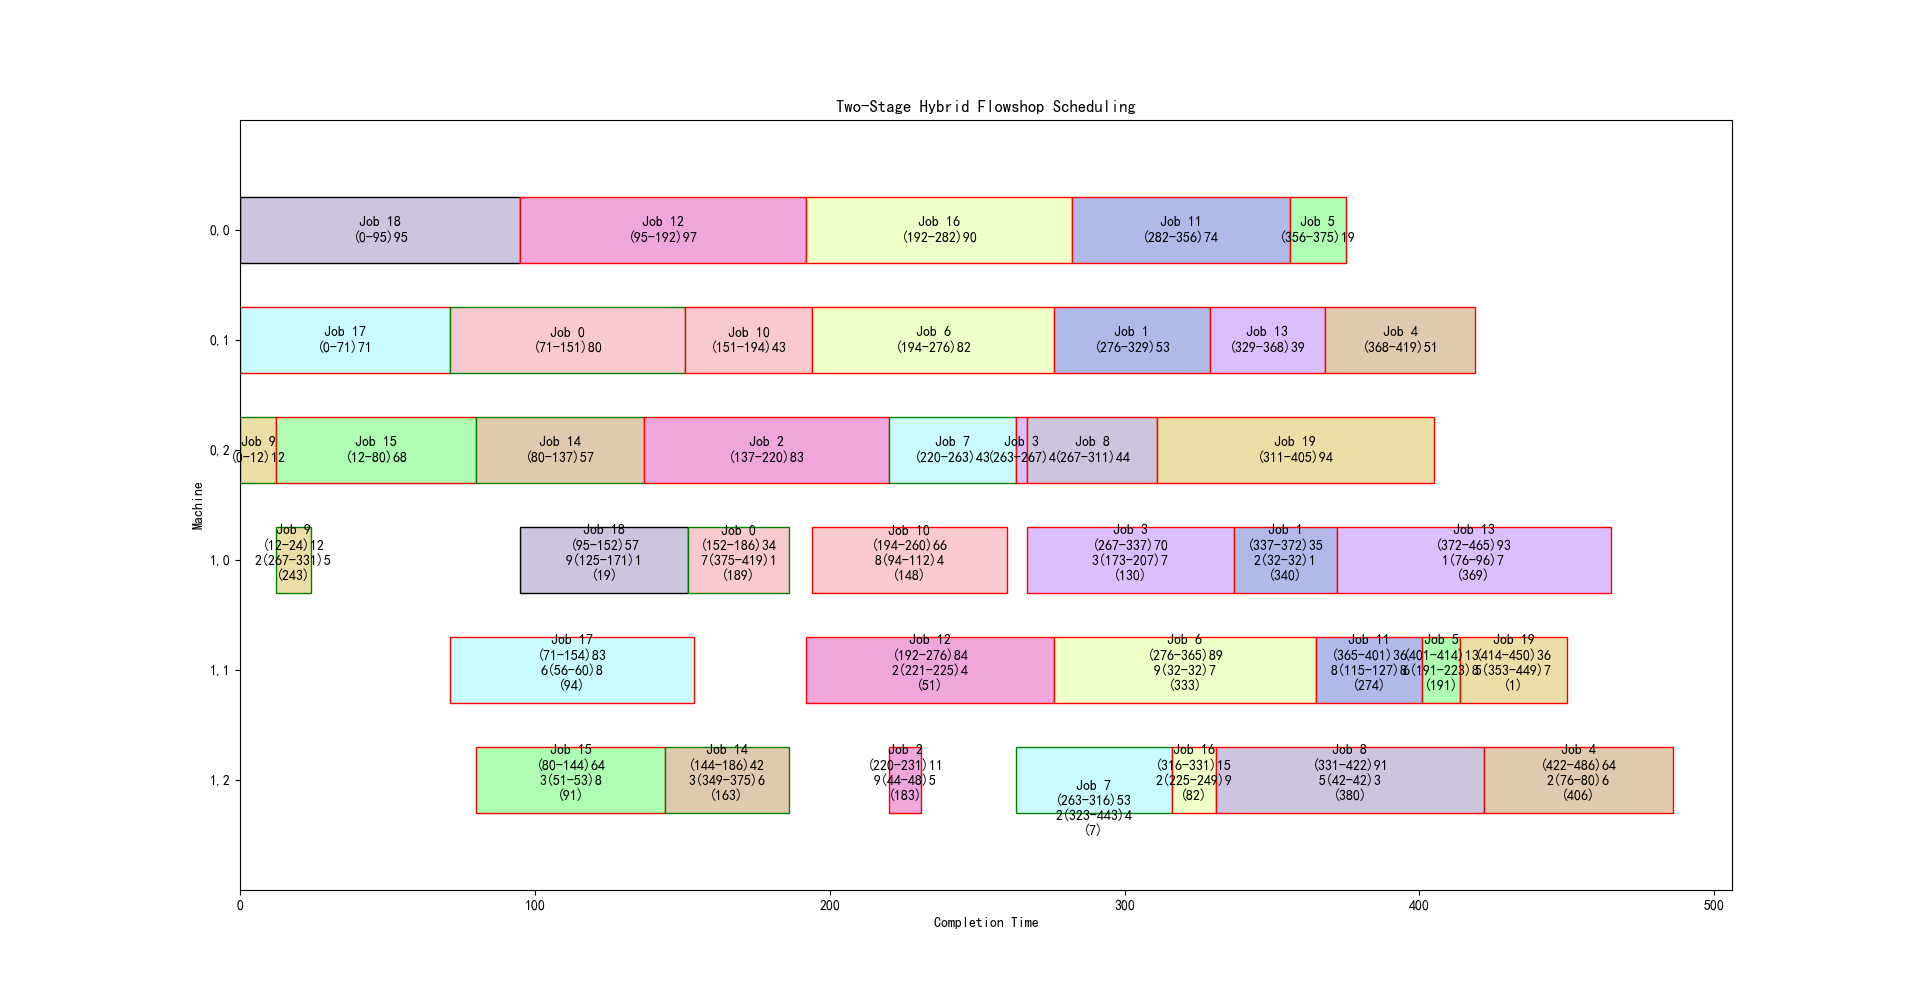 Two-Stage Hybrid Flowshop Scheduling
0,0
Job 18
(0-95)95
Job 12
(95-192)97
Job 16
(192-282)90
Job 11
(282-356)74
Job 5
(356-375)19
0,1
Job 17
(0-71)71
Job 0
(71-151)80
Job 10
(151-194)43
Job 6
(194-276)82
Job 1
(276-329)53
Job 13
(329-368)39
Job 4
(368-419)51
0,2
Job 9
(0-12)12
Job 15
(12-80)68
Job 14
(80-137)57
Job 2
(137-220)83
Job 7
(220-263)43
Job 3
(263-267)4
Job 8
(267-311)44
Job 19
(311-405)94
Machine
1,0
Job 9
(12-24)12
2(267-331)5
(243)
Job 18
(95-152)57
9(125-171)1
(19)
Job 0
(152-186)34
7(375-419)1
(189)
Job 10
(194-260)66
8(94-112)4
(148)
Job 3
(267-337)70
3(173-207)7
(130)
Job 1
(337-372)35
2(32-32)1
(340)
Job 13
(372-465)93
1(76-96)7
(369)
1,1
Job 17
(71-154)83
6(56-60)8
(94)
Job 12
(192-276)84
2(221-225)4
(51)
Job 6
(276-365)89
9(32-32)7
(333)
Job 11
(365-401)36
8(115-127)8
(274)
Job 5
(401-414)13
6(191-223)8
(191)
Job 19
(414-450)36
5(353-449)7
(1)
1,2
Job 15
(80-144)64
3(51-53)8
(91)
Job 14
(144-186)42
3(349-375)6
(163)
Job 2
(220-231)11
9(44-48)5
(183)
Job 7
(263-316)53
2(323-443)4
(7)
Job 16
(316-331)15
2(225-249)9
(82)
Job 8
(331-422)91
5(42-42)3
(380)
Job 4
(422-486)64
2(76-80)6
(406)
0
100
200
300
400
500
Completion Time